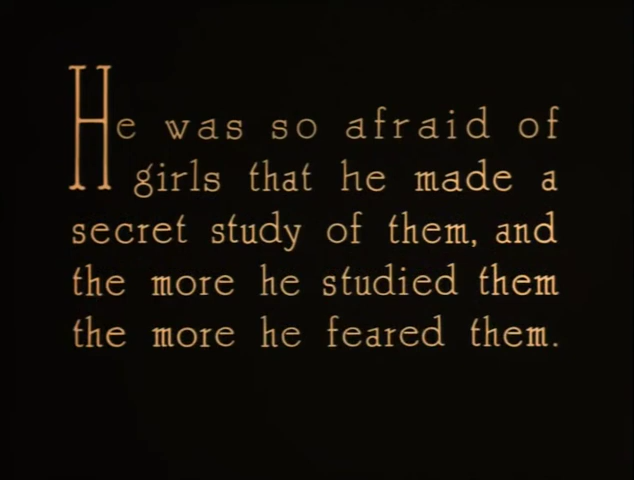 He was so afraid of
girls that he made a
secret study of them, and
the more he studied them
the more he feared them.